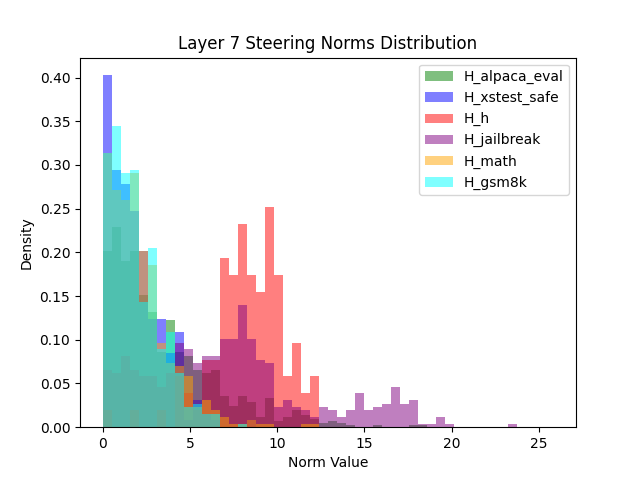 Layer 7 Steering Norms Distribution
H_alpaca_eval
H_xstest_safe
H_h
H_jailbreak
H_math
H_gsm8k
Density
0.40
0.35
0.30
0.25
0.20
0.15
0.10
0.05
0.00
0 5 10 15 20 25
Norm Value